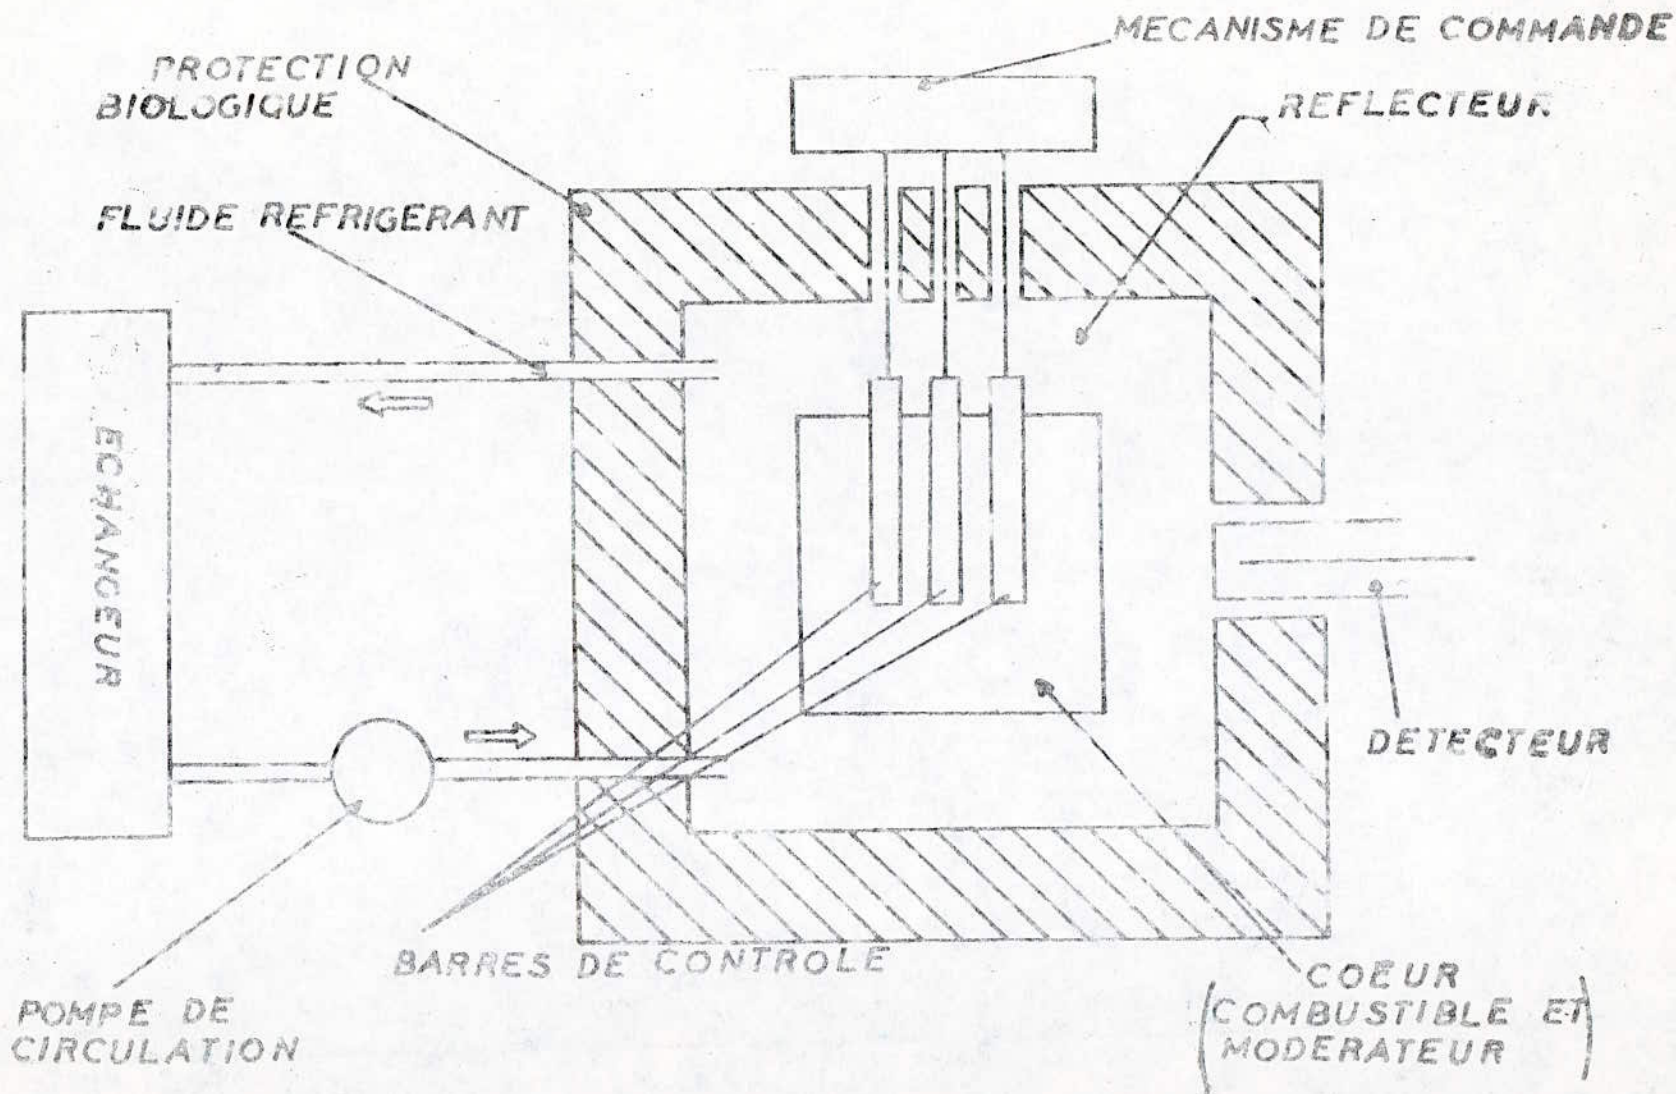 MECANISME DE COMMANDE
PROTECTION
BIOLOGIQUE
REFLECTEUR
FLUIDE REFRIGERANT
ECHANGEUR
DETECTEUR
BARRES DE CONTROLE
POMPE DE
CIRCULATION
COEUR
(COMBUSTIBLE ET
MODERATEUR)